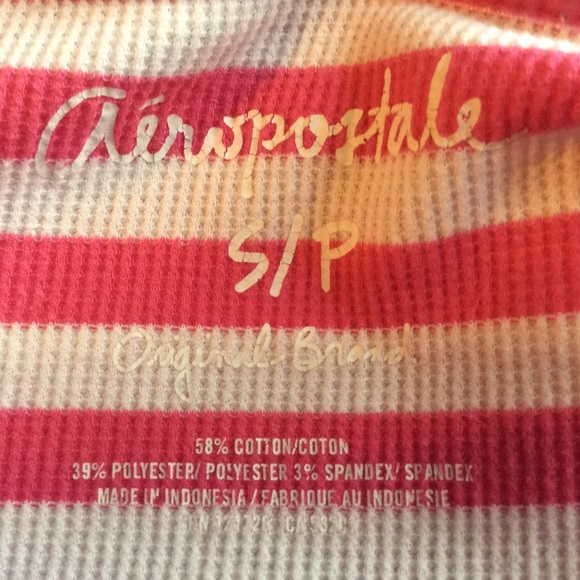 aéropostale
S/P
Original Brand
58% COTTON/COTON
39% POLYESTER/ POLYESTER 3% SPANDEX/ SPANDEX
MADE IN INDONESIA / FABRIQUE AU INDONESIE